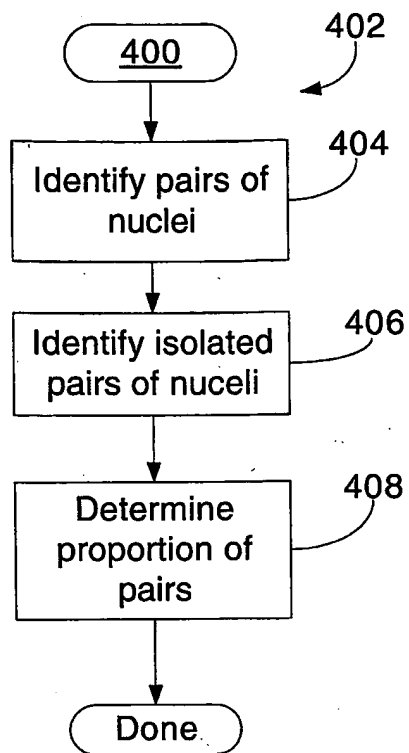 400
402
404
Identify pairs of
nuclei
406
Identify isolated
pairs of nuceli
408
Determine
proportion of
pairs
Done